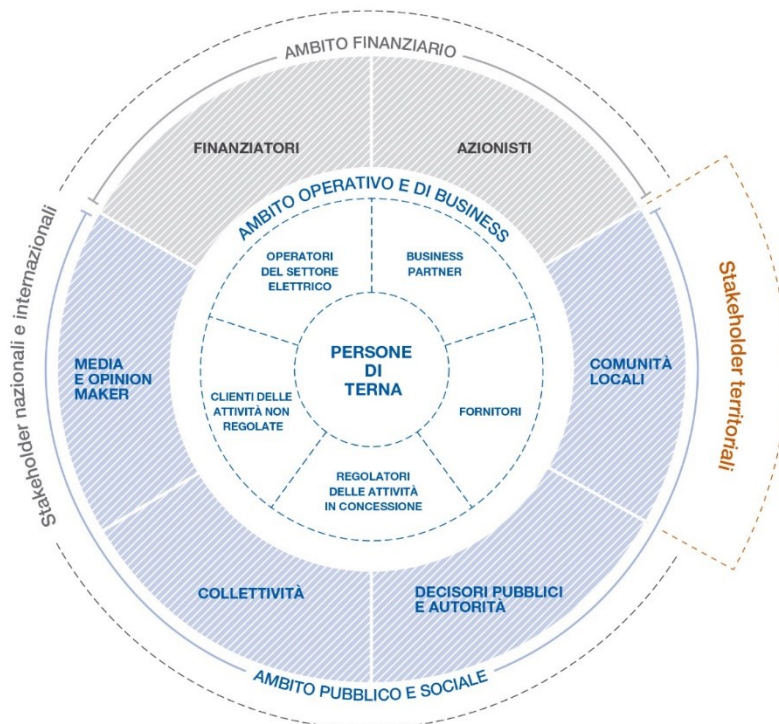 AMBITO FINANZIARIO
FINANZIATORI
AZIONISTI
AMBITO OPERATIVO E DI BUSINESS
OPERATORI
DEL SETTORE
ELETTRICO
BUSINESS
PARTNER
Stakeholder nazionali e internazionali
MEDIA
E OPINION
MAKER
PERSONE
DI
TERNA
COMUNITÀ
LOCALI
Stakeholder territoriali
CLIENTI DELLE
ATTIVITÀ NON
REGOLATE
FORNITORI
REGOLATORI
DELLE ATTIVITÀ
IN CONCESSIONE
COLLETTIVITÀ
DECISORI PUBBLICI
E AUTORITÀ
AMBITO PUBBLICO E SOCIALE